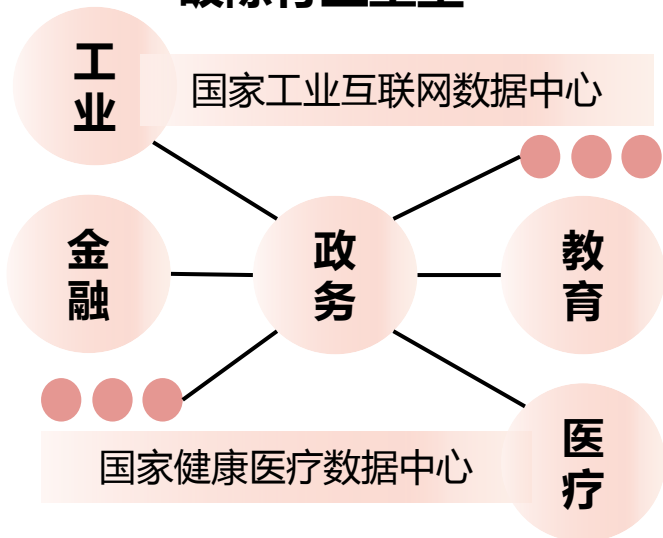 工业
国家工业互联网数据中心
金融
政务
教育
国家健康医疗数据中心
医疗